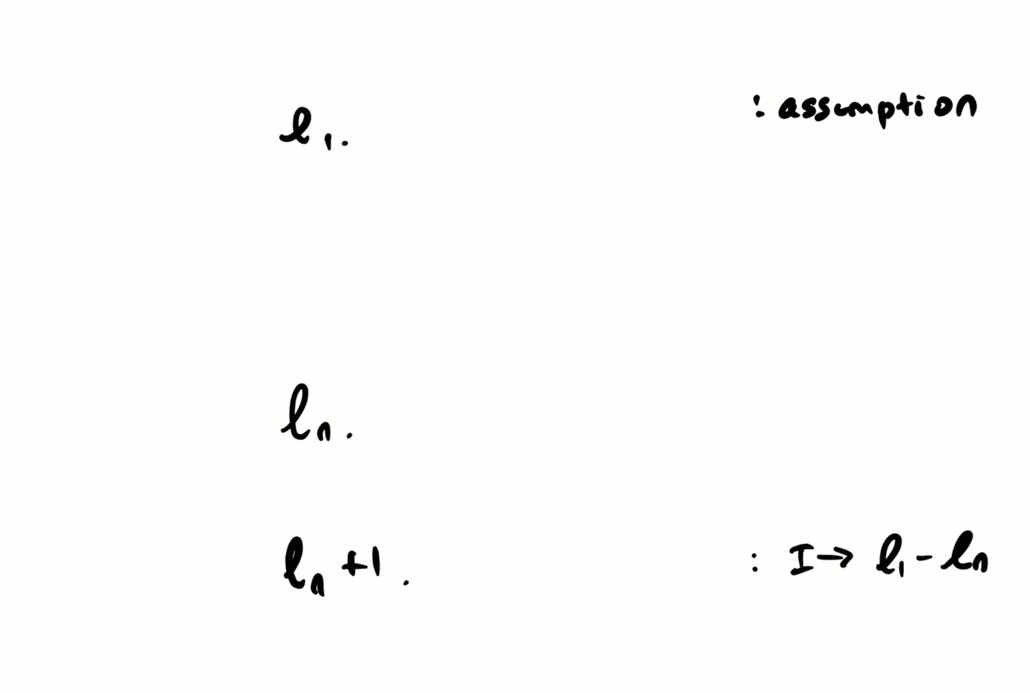 l₁. : assumption
lₙ.
lₙ+1. : I→ l₁-lₙ